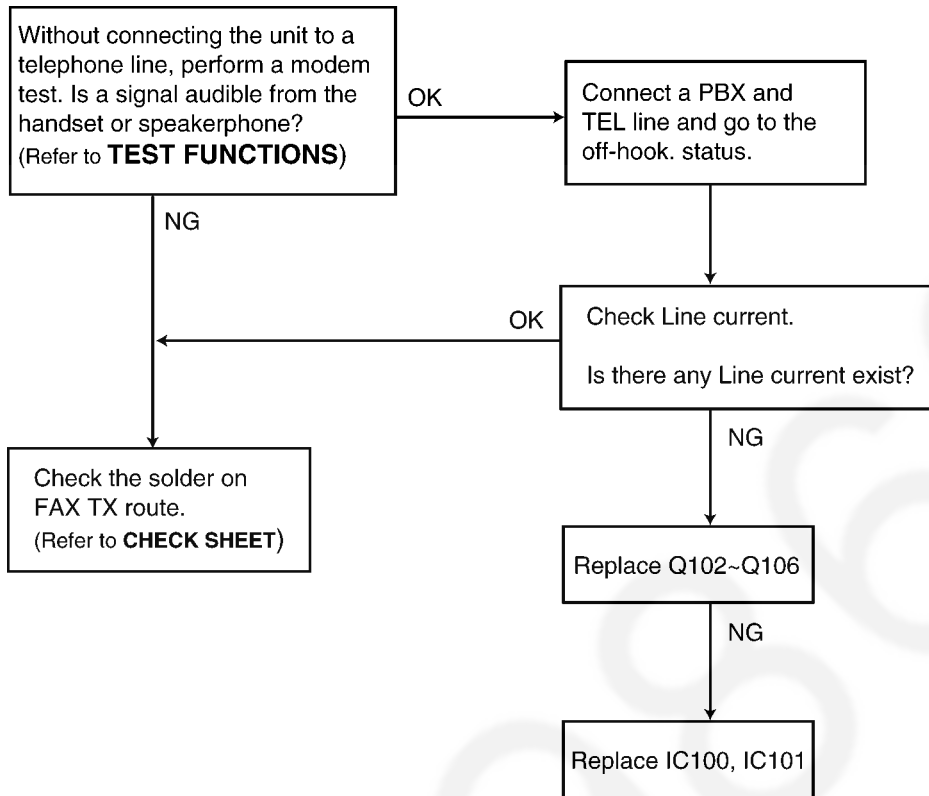 Without connecting the unit to a
telephone line, perform a modem
test. Is a signal audible from the
handset or speakerphone?
(Refer to TEST FUNCTIONS)
OK
Connect a PBX and
TEL line and go to the
off-hook. status.
NG
OK
Check Line current.
Is there any Line current exist?
NG
Check the solder on
FAX TX route.
(Refer to CHECK SHEET)
Replace Q102~Q106
NG
Replace IC100, IC101